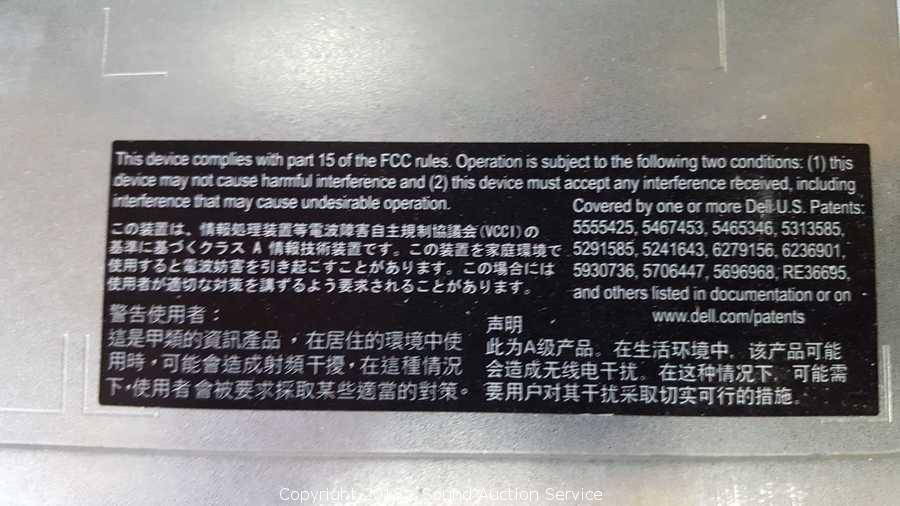 This device complies with part 15 of the FCC rules. Operation is subject to the following two conditions: (1) this
device may not cause harmful interference and (2) this device must accept any interference received, including
interference that may cause undesirable operation.
この装置は、情報処理装置等電波障害自主規制協議会(VCCI)の
基準に基づくクラス A 情報技術装置です。この装置を家庭環境で
使用すると電波妨害を引き起こすことがあります。この場合には
使用者が適切な対策を講ずるよう要求されることがあります。
Covered by one or more Dell U.S. Patents:
5555425, 5467453, 5465346, 5313585,
5291585, 5241643, 6279156, 6236901,
5930736, 5706447, 5696968, RE36695,
and others listed in documentation or on
www.dell.com/patents
警告使用者：
這是甲類的資訊產品，在居住的環境中使
用時，可能會造成射頻干擾，在這種情況
下，使用者會被要求採取某些適當的對策。
声明
此为A级产品。在生活环境中，该产品可能
会造成无线电干扰。在这种情况下，可能需
要用户对其干扰采取切实可行的措施。
Copyright Sound Auction Service